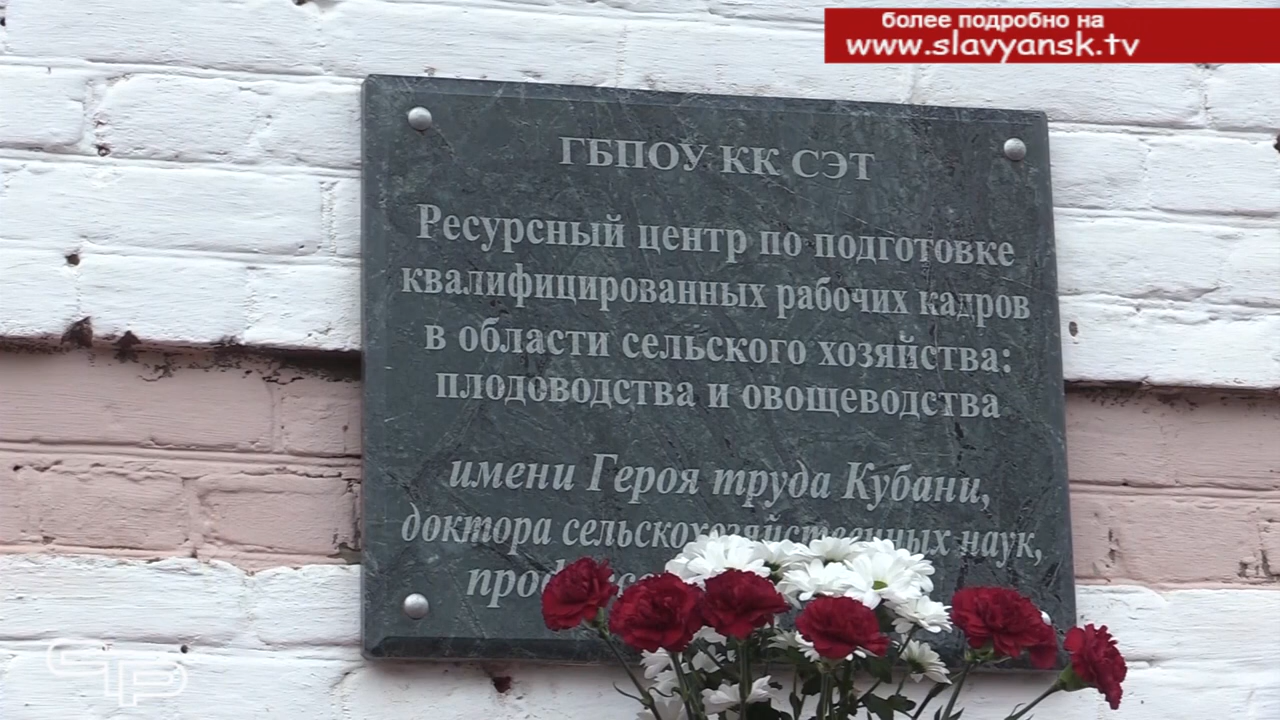 более подробно на
www.slavyansk.tv
ГБПОУ КК СЭТ
Ресурсный центр по подготовке
квалифицированных рабочих кадров
в области сельского хозяйства:
плодоводства и овощеводства
имени Героя труда Кубани,
доктора сельскохозяйственных наук,